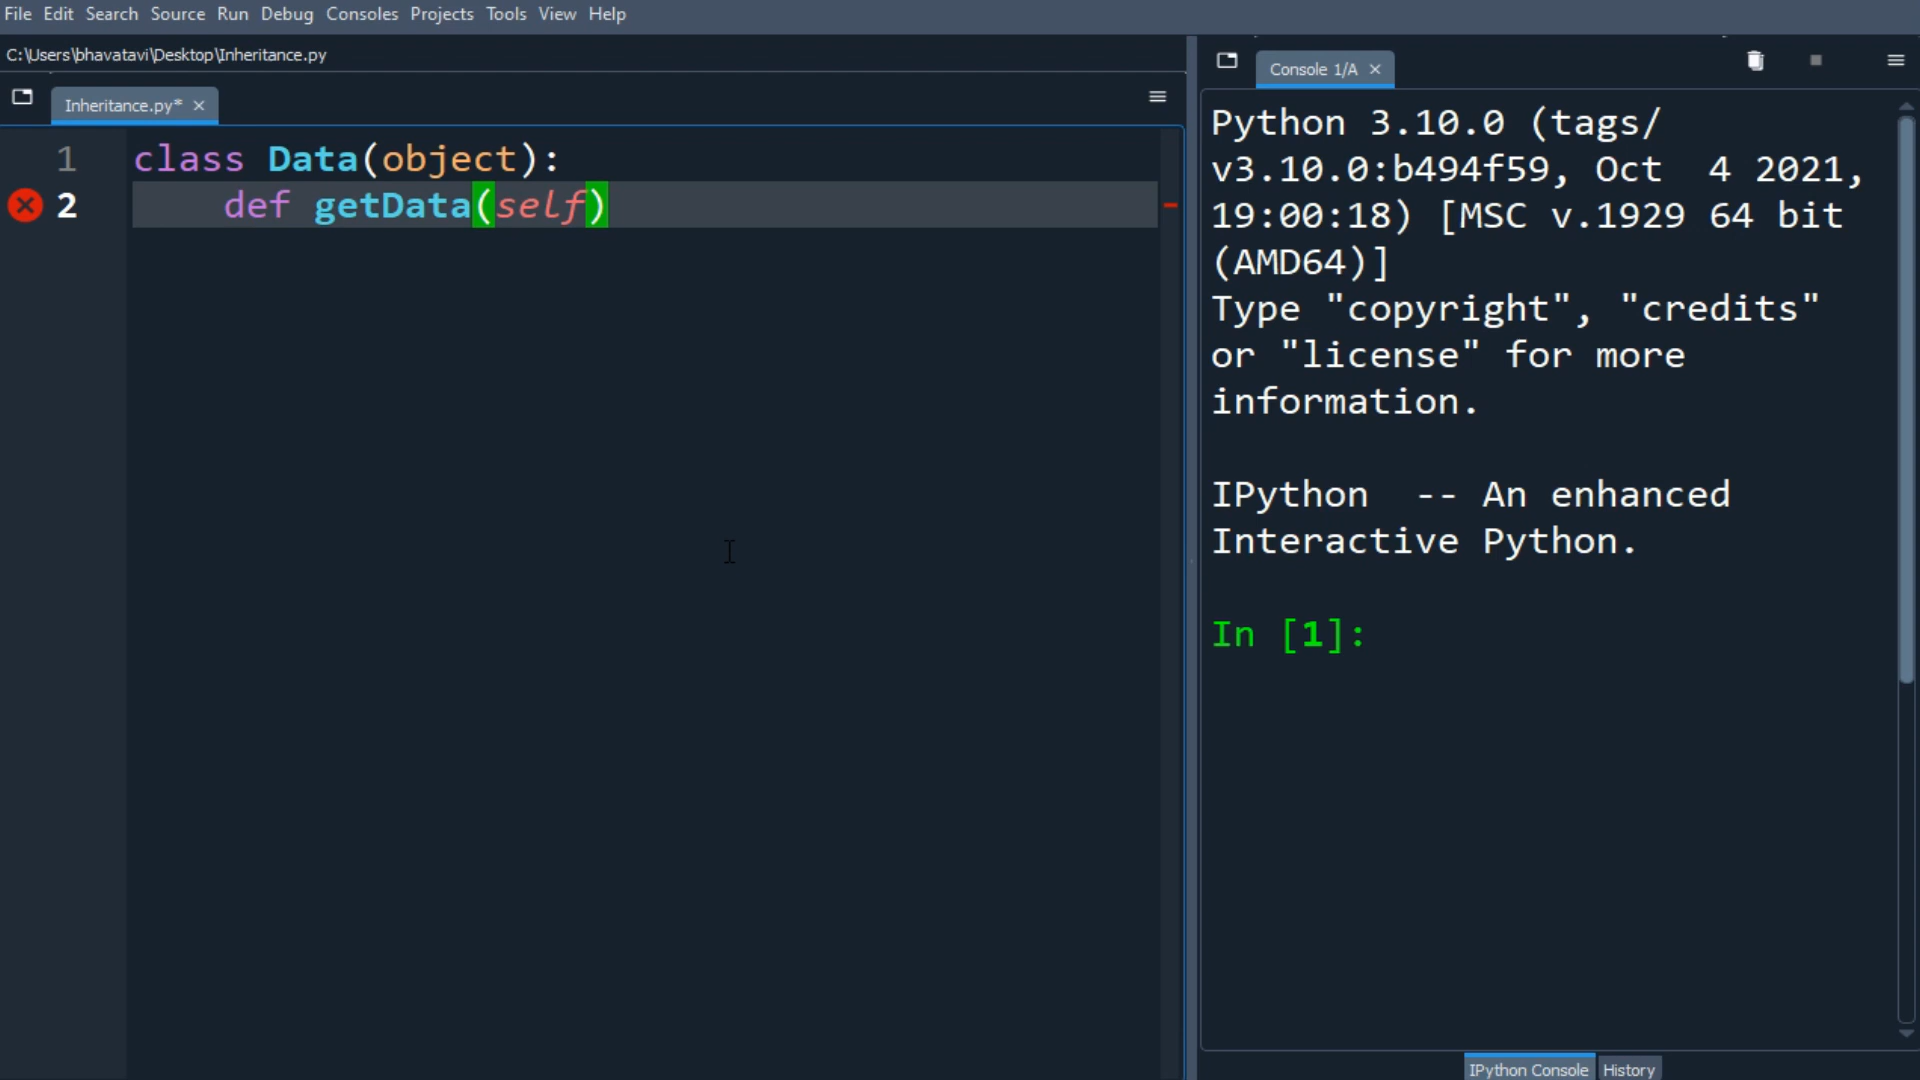 File Edit Search Source Run Debug Consoles Projects Tools View Help
C:\Users\bhavatavi\Desktop\Inheritance.py
Inheritance.py*
1 class Data(object):
2     def getData(self)
Console 1/A
Python 3.10.0 (tags/
v3.10.0:b494f59, Oct  4 2021,
19:00:18) [MSC v.1929 64 bit
(AMD64)]
Type "copyright", "credits"
or "license" for more
information.
IPython  -- An enhanced
Interactive Python.
In [1]:
IPython Console History